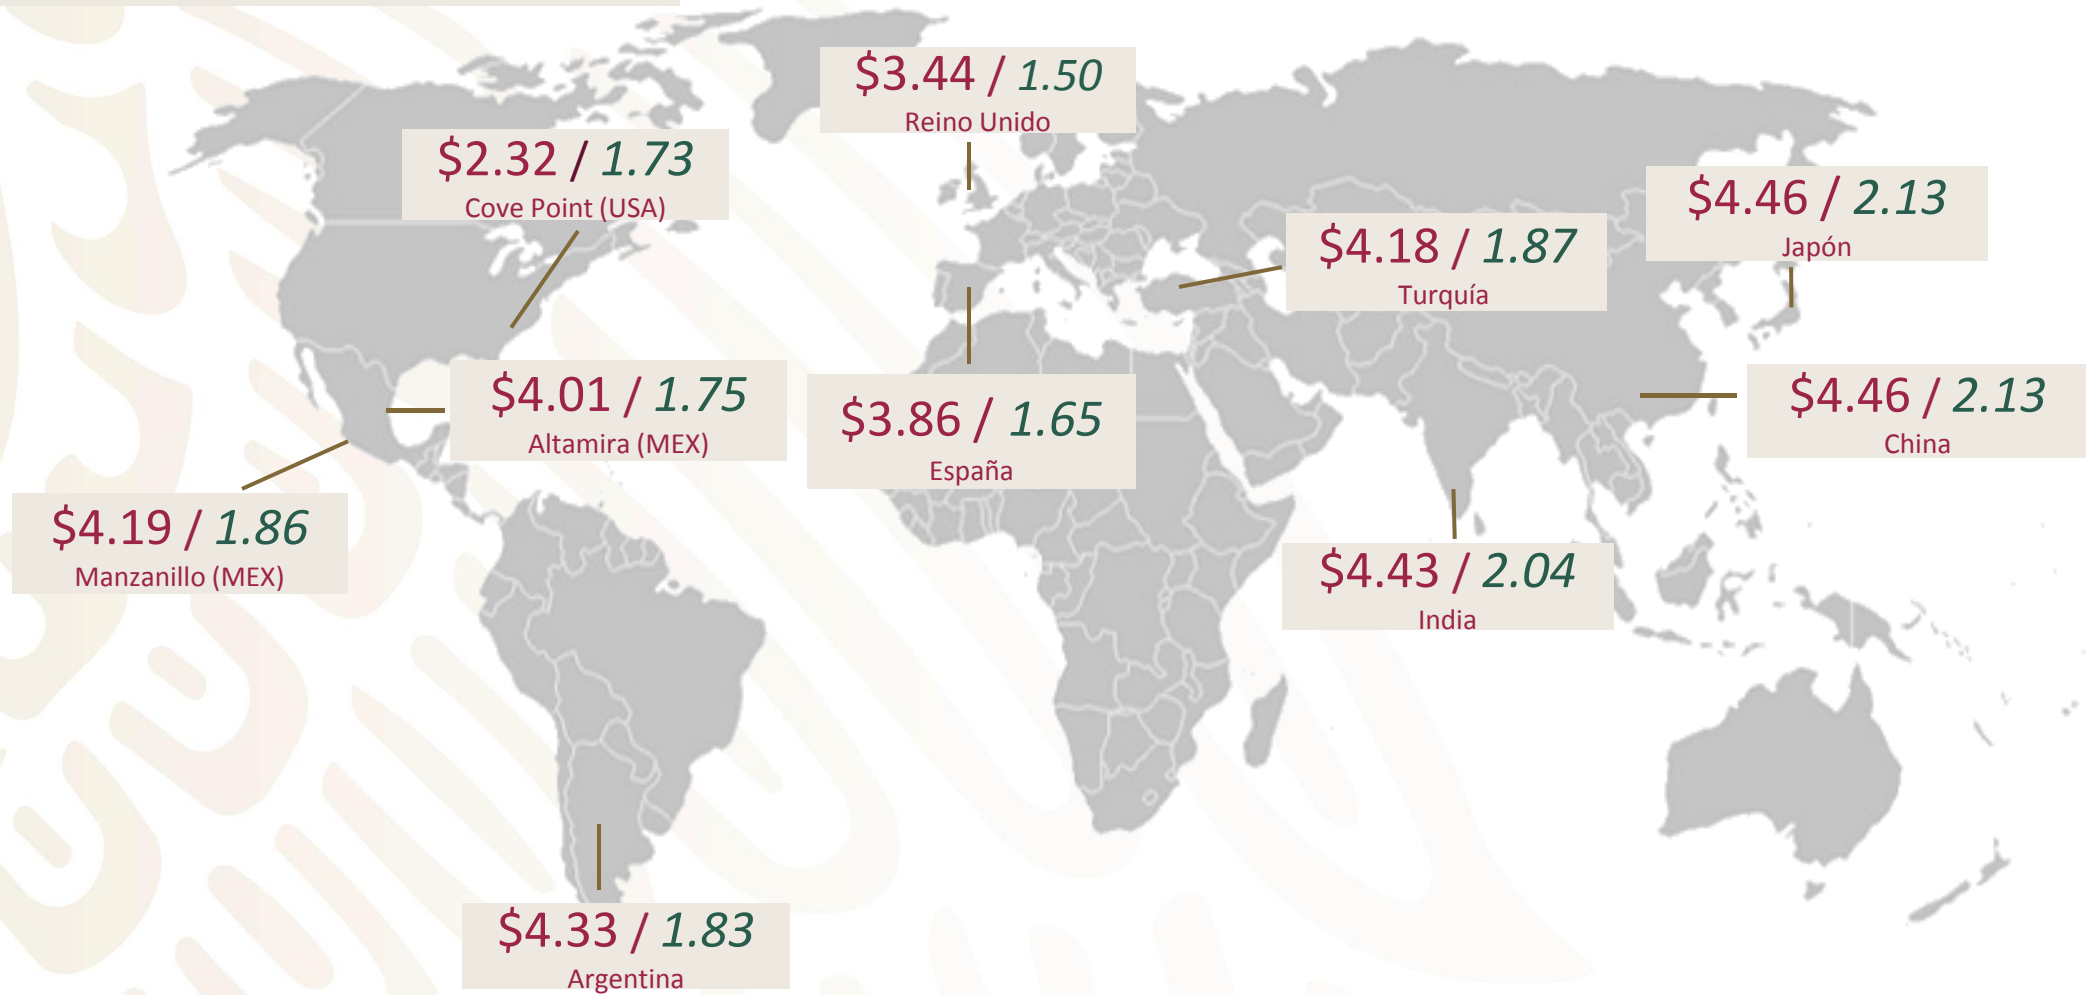 $3.44 / 1.50
Reino Unido
$2.32 / 1.73
Cove Point (USA)
$4.46 / 2.13
Japón
$4.18 / 1.87
Turquía
$4.01 / 1.75
Altamira (MEX)
$3.86 / 1.65
España
$4.46 / 2.13
China
$4.19 / 1.86
Manzanillo (MEX)
$4.43 / 2.04
India
$4.33 / 1.83
Argentina